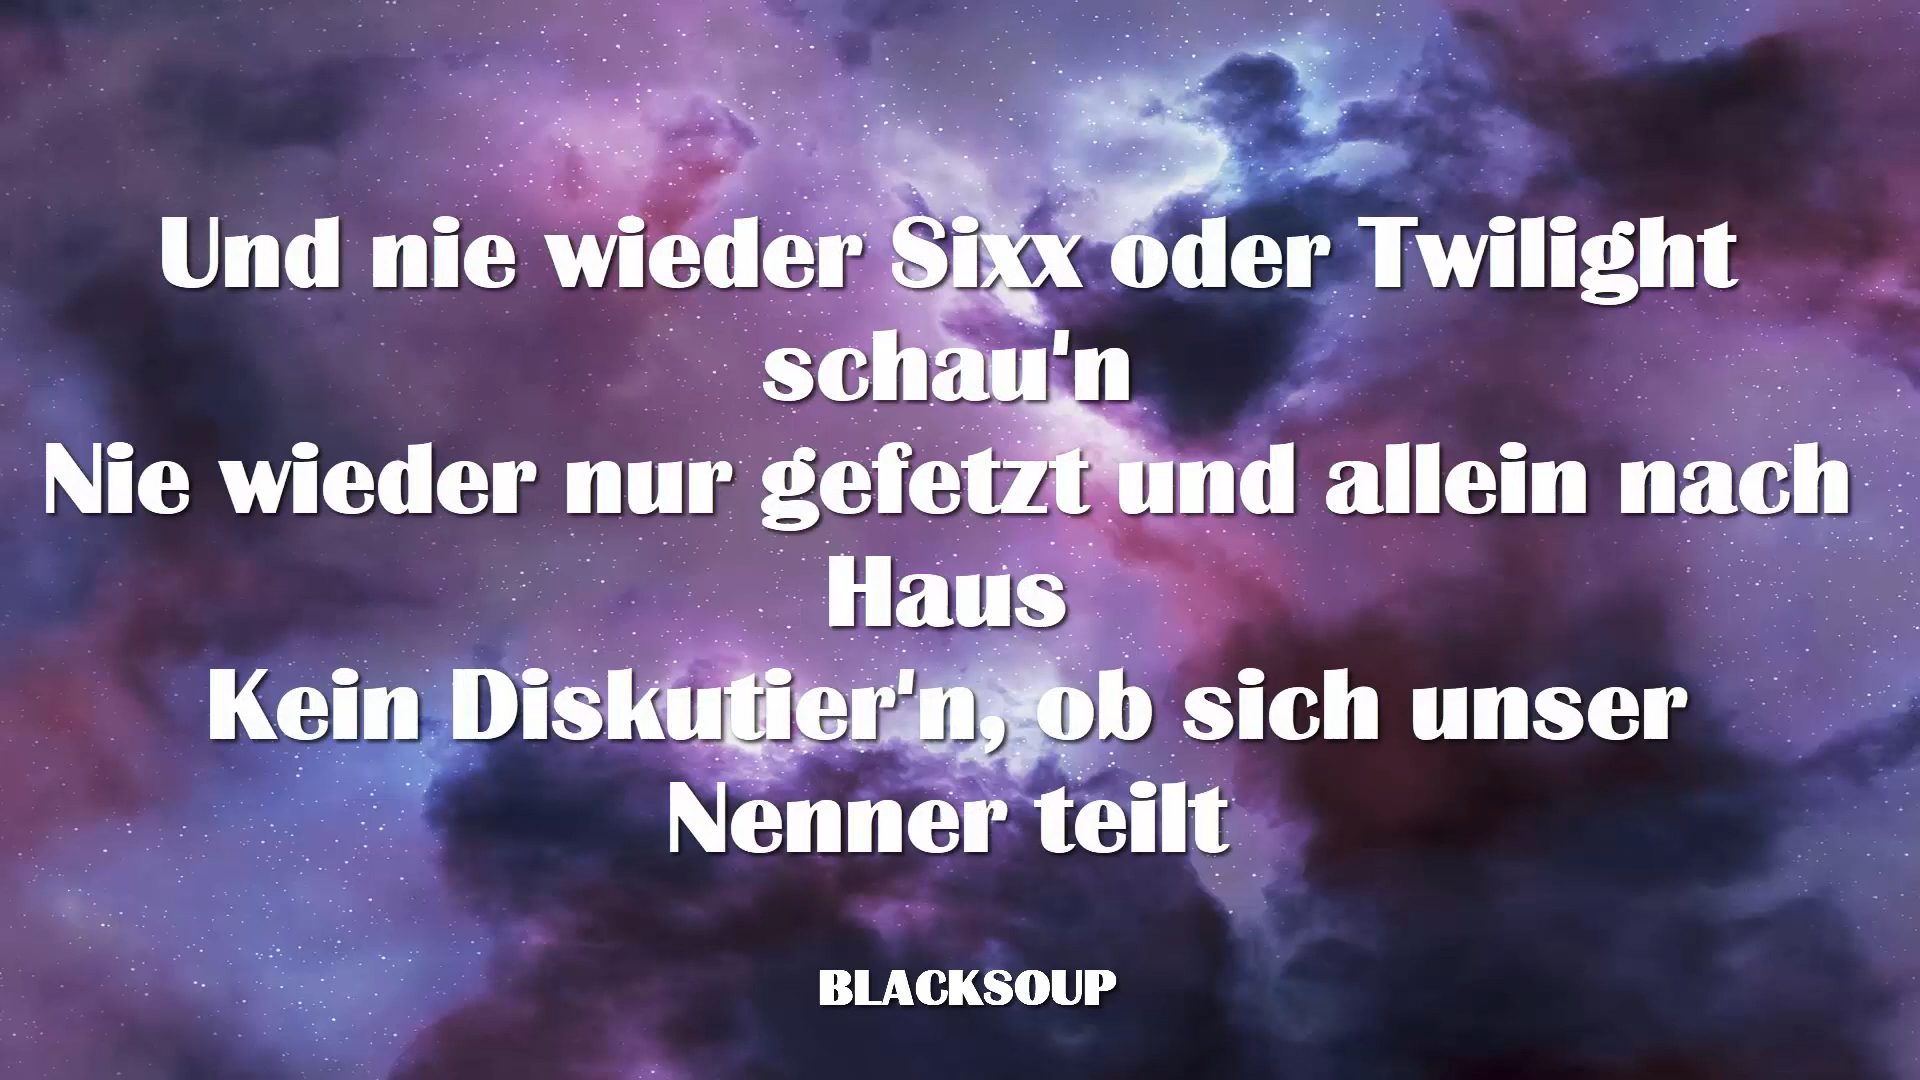 Und nie wieder Sixx oder Twilight
schau'n
Nie wieder nur gefetzt und allein nach
Haus
Kein Diskutier'n, ob sich unser
Nenner teilt
BLACKSOUP